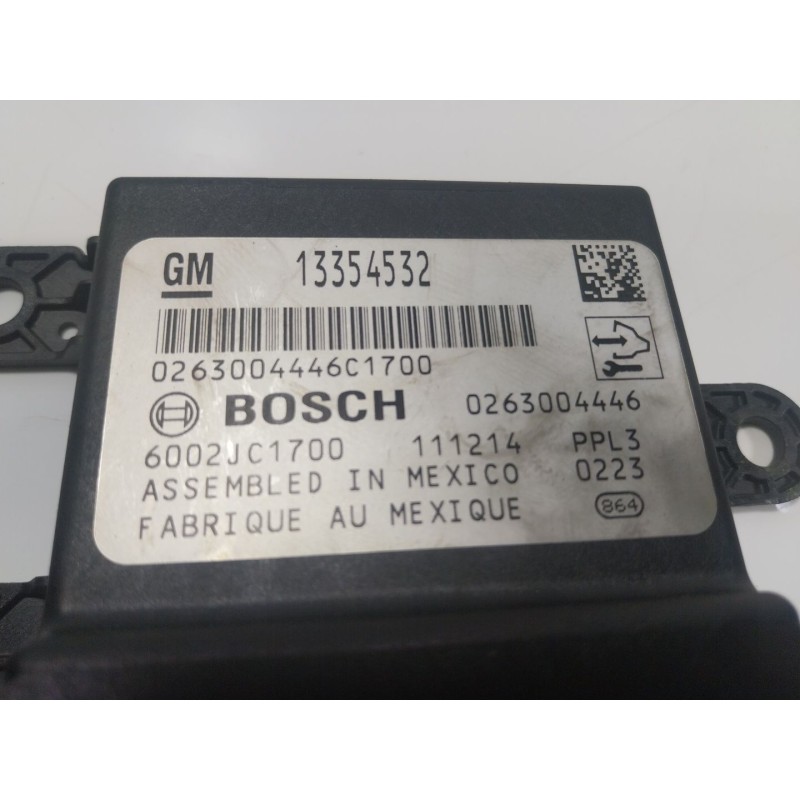 GM 13354532
0263004446C1700
BOSCH 0263004446
6002JC1700 111214 PPL3
ASSEMBLED IN MEXICO 0223
FABRIQUE AU MEXIQUE 864